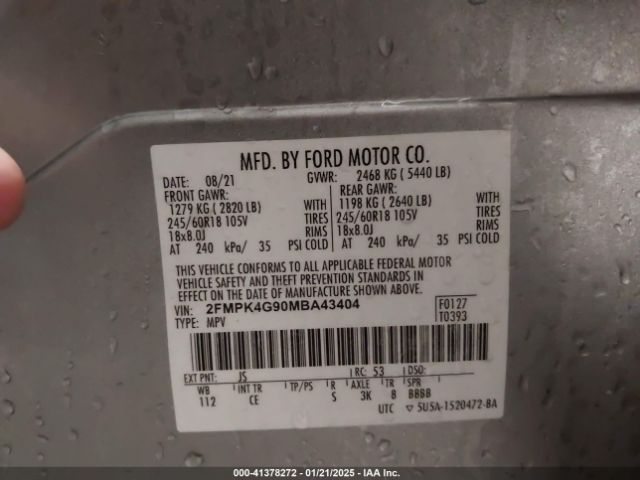 MFD. BY FORD MOTOR CO.
DATE: 08/21 GVWR: 2468 KG ( 5440 LB)
FRONT GAWR: REAR GAWR:
1279 KG ( 2820 LB) WITH 1198 KG ( 2640 LB) WITH
245/60R18 105V TIRES 245/60R18 105V TIRES
18x8.0J RIMS 18x8.0J RIMS
AT 240 kPa/ 35 PSI COLD AT 240 kPa/ 35 PSI COLD
THIS VEHICLE CONFORMS TO ALL APPLICABLE FEDERAL MOTOR
VEHICLE SAFETY AND THEFT PREVENTION STANDARDS IN
EFFECT ON THE DATE OF MANUFACTURE SHOWN ABOVE.
VIN: 2FMPK4G90MBA43404 F0127
TYPE: MPV T0393
EXT PNT: JS RC: 53 DSO:
WB INT TR TP/PS R AXLE TR SPR
112 CE S 3K 8 BBBB
UTC ▽ 5U5A-1520472-BA
000-41378272 — 01/21/2025 — IAA Inc.